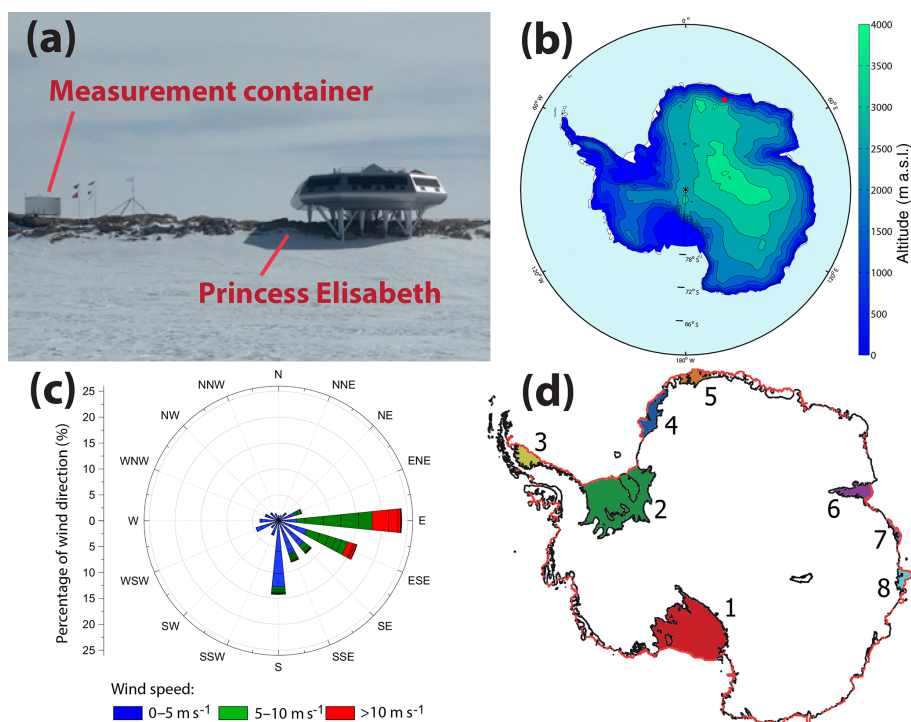 (a)
Measurement container
Princess Elisabeth
(b)
0°
60° W
60° E
120° W
120° E
180° W
78° S
72° S
66° S
4000
3500
3000
2500
2000
1500
1000
500
0
Altitude (m a.s.l.)
(c)
Percentage of wind direction (%)
25
20
15
10
5
0
5
10
15
20
25
N
NNE
NE
ENE
E
ESE
SE
SSE
S
SSW
SW
WSW
W
WNW
NW
NNW
Wind speed:
0–5 m s⁻¹
5–10 m s⁻¹
>10 m s⁻¹
(d)
1
2
3
4
5
6
7
8